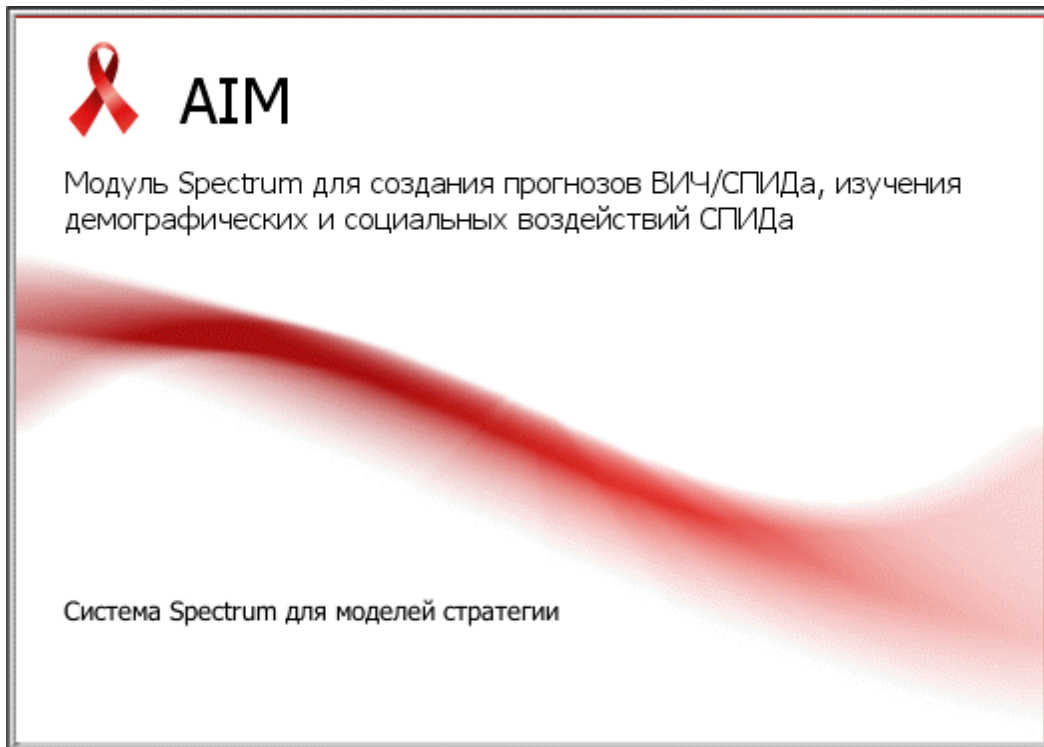 AIM
Модуль Spectrum для создания прогнозов ВИЧ/СПИДа, изучения
демографических и социальных воздействий СПИДа
Система Spectrum для моделей стратегии